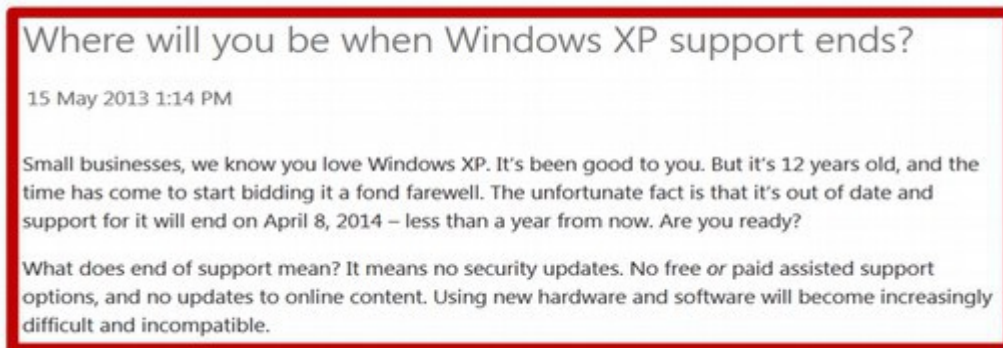 Where will you be when Windows XP support ends?
15 May 2013 1:14 PM
Small businesses, we know you love Windows XP. It's been good to you. But it's 12 years old, and the
time has come to start bidding it a fond farewell. The unfortunate fact is that it's out of date and
support for it will end on April 8, 2014 – less than a year from now. Are you ready?
What does end of support mean? It means no security updates. No free or paid assisted support
options, and no updates to online content. Using new hardware and software will become increasingly
difficult and incompatible.